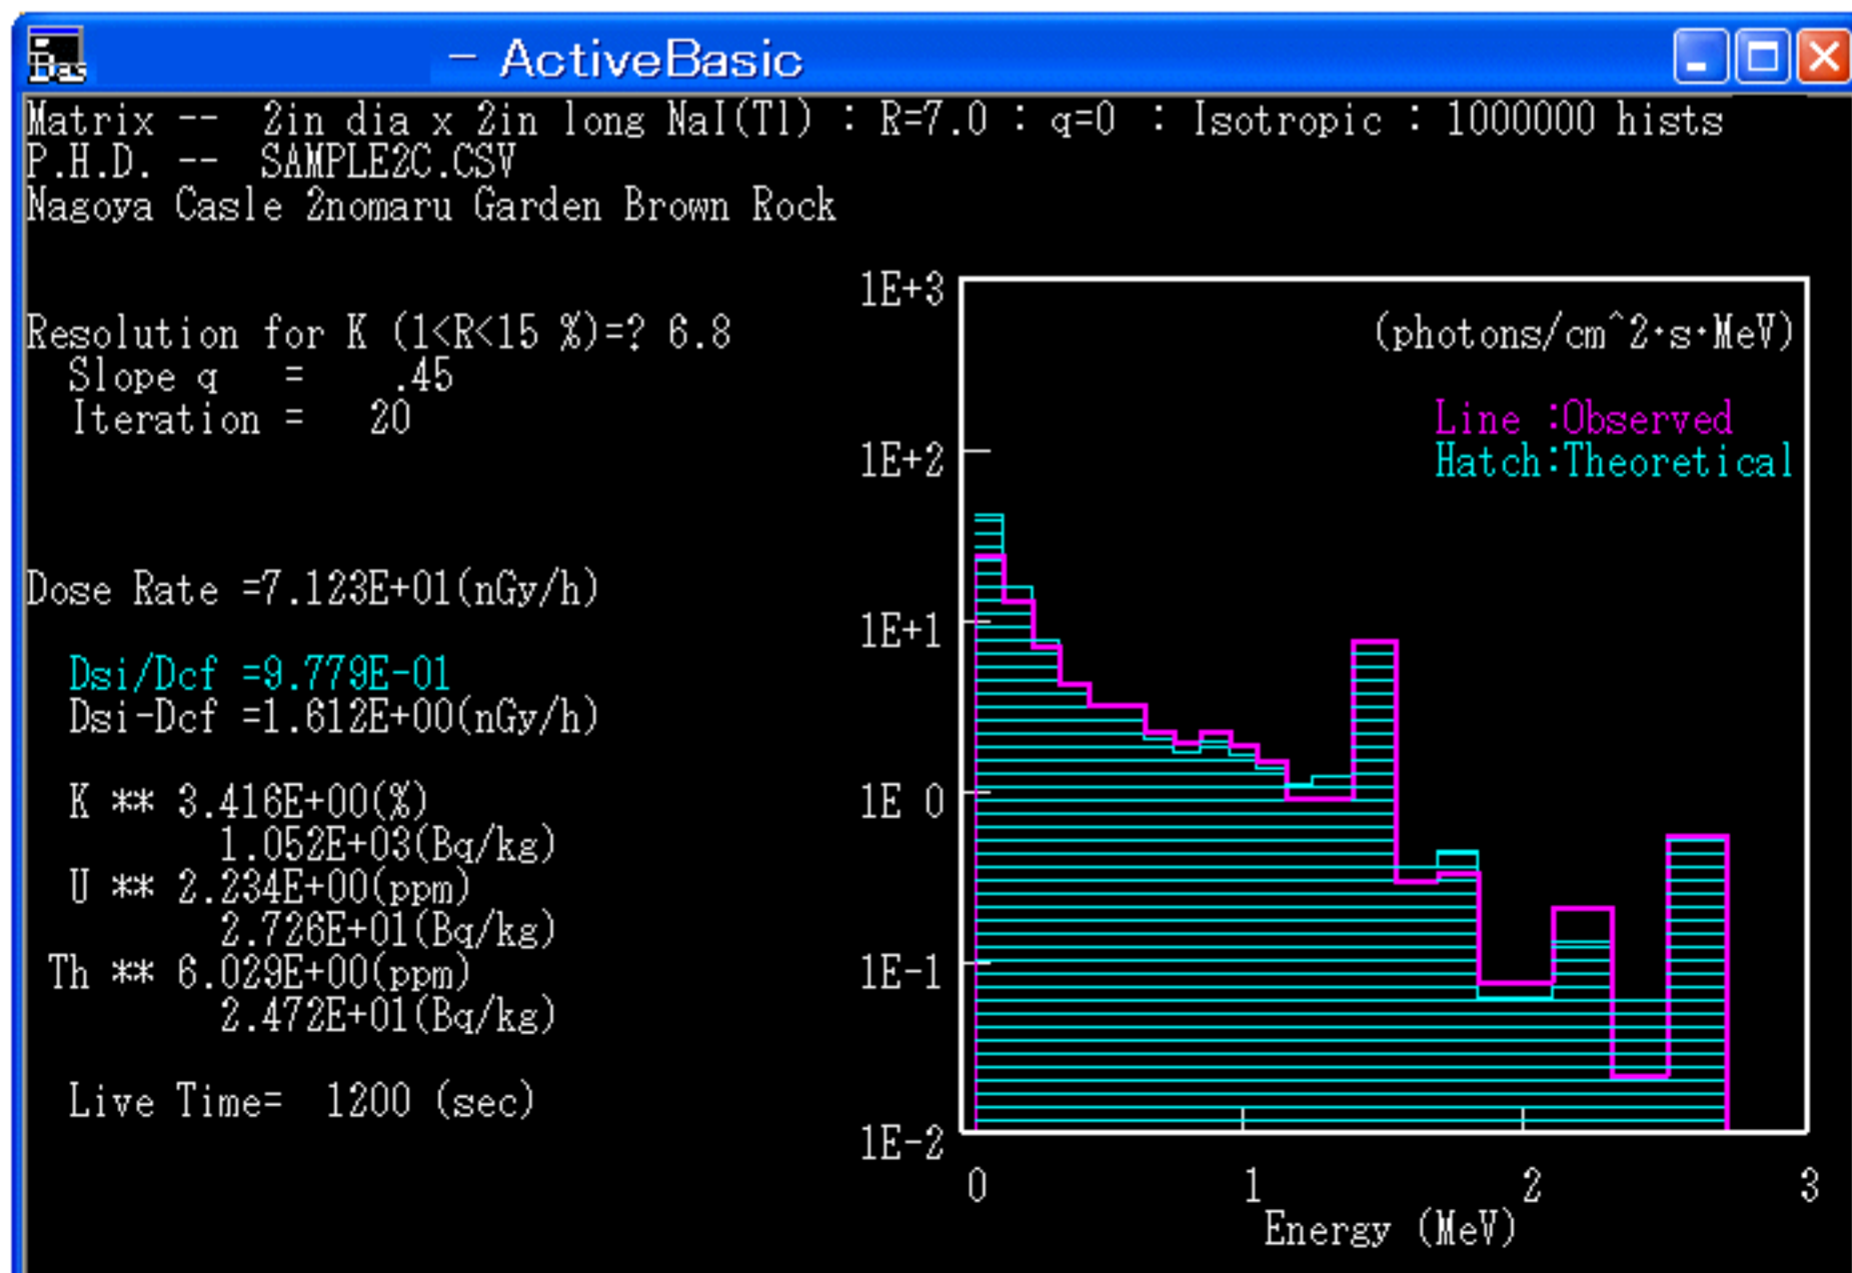 Bas
- ActiveBasic
Matrix -- 2in dia x 2in long NaI(Tl) : R=7.0 : q=0 : Isotropic : 1000000 hists
P.H.D. -- SAMPLE2C.CSV
Nagoya Casle 2nomaru Garden Brown Rock
Resolution for K (1<R<15 %)=? 6.8
Slope q = .45
Iteration = 20
Dose Rate =7.123E+01(nGy/h)
Dsi/Dcf =9.779E-01
Dsi-Dcf =1.612E+00(nGy/h)
K ** 3.416E+00(%)
1.052E+03(Bq/kg)
U ** 2.234E+00(ppm)
2.726E+01(Bq/kg)
Th ** 6.029E+00(ppm)
2.472E+01(Bq/kg)
Live Time= 1200 (sec)
1E+3
1E+2
1E+1
1E 0
1E-1
1E-2
(photons/cm^2·s·MeV)
Line :Observed
Hatch:Theoretical
0 1 2 3
Energy (MeV)